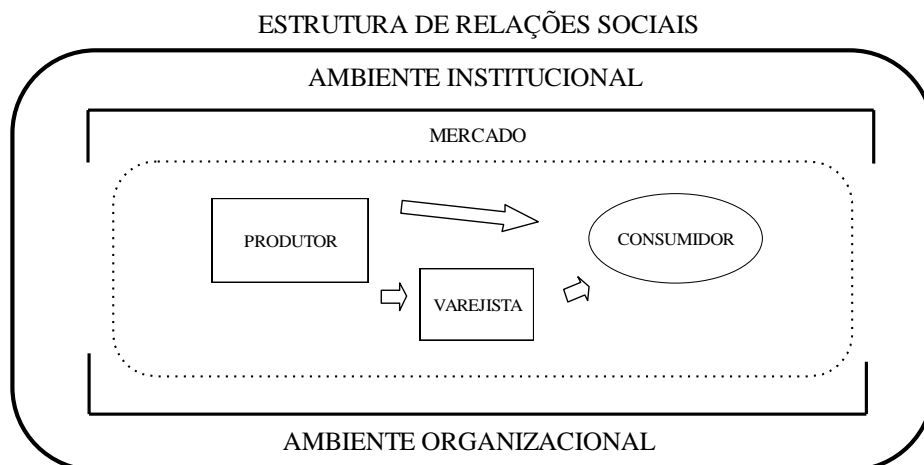 ESTRUTURA DE RELAÇÕES SOCIAIS
AMBIENTE INSTITUCIONAL
MERCADO
PRODUTOR
CONSUMIDOR
VAREJISTA
AMBIENTE ORGANIZACIONAL